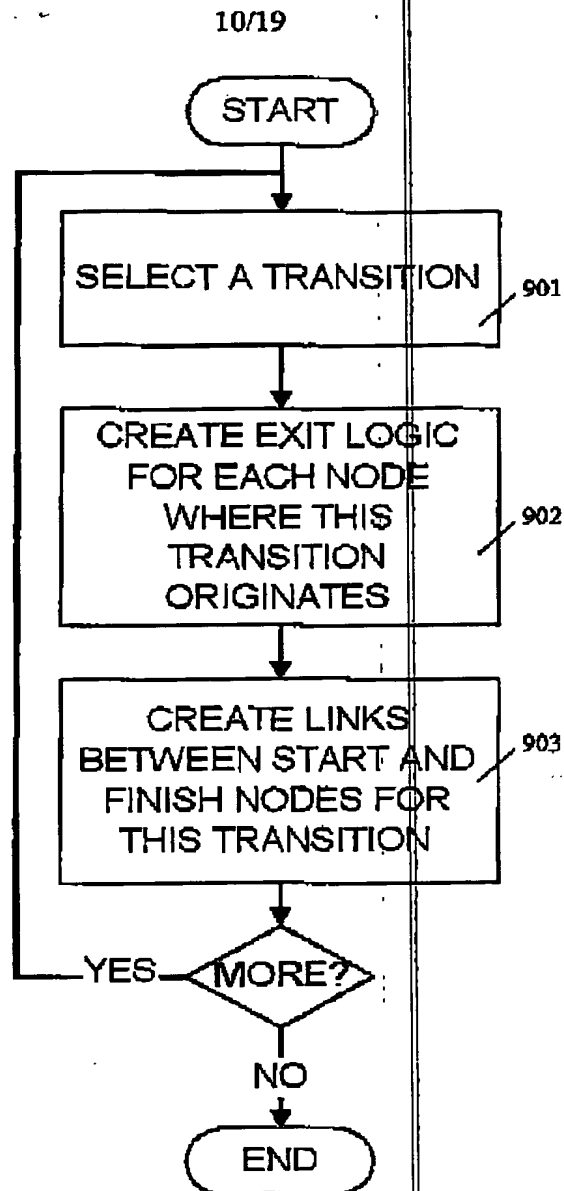 10/19
START
SELECT A TRANSITION
901
CREATE EXIT LOGIC
FOR EACH NODE
WHERE THIS
TRANSITION
ORIGINATES
902
CREATE LINKS
BETWEEN START AND
FINISH NODES FOR
THIS TRANSITION
903
MORE?
YES
NO
END